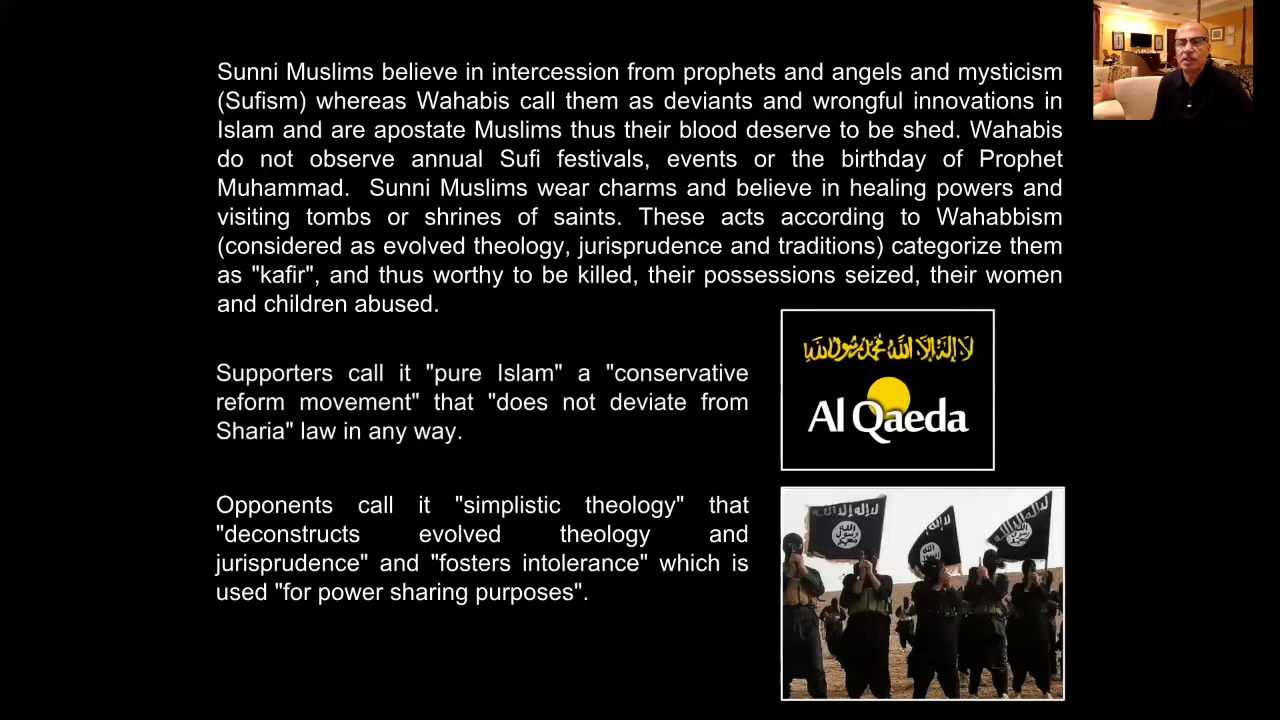 Sunni Muslims believe in intercession from prophets and angels and mysticism
(Sufism) whereas Wahabis call them as deviants and wrongful innovations in
Islam and are apostate Muslims thus their blood deserve to be shed. Wahabis
do not observe annual Sufi festivals, events or the birthday of Prophet
Muhammad. Sunni Muslims wear charms and believe in healing powers and
visiting tombs or shrines of saints. These acts according to Wahabbism
(considered as evolved theology, jurisprudence and traditions) categorize them
as "kafir", and thus worthy to be killed, their possessions seized, their women
and children abused.
Supporters call it "pure Islam" a "conservative
reform movement" that "does not deviate from
Sharia" law in any way.
لا إله إلا الله محمد رسول الله
Al Qaeda
Opponents call it "simplistic theology" that
"deconstructs evolved theology and
jurisprudence" and "fosters intolerance" which is
used "for power sharing purposes".
لا إله إلا الله
الله
رسول
محمد